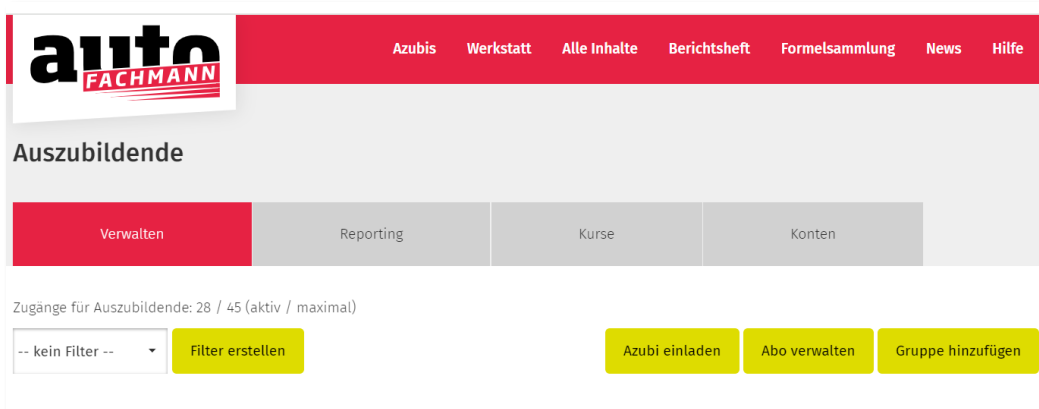 auto
FACHMANN
Azubis Werkstatt Alle Inhalte Berichtsheft Formelsammlung News Hilfe
Auszubildende
Verwalten Reporting Kurse Konten
Zugänge für Auszubildende: 28 / 45 (aktiv / maximal)
-- kein Filter -- Filter erstellen Azubi einladen Abo verwalten Gruppe hinzufügen